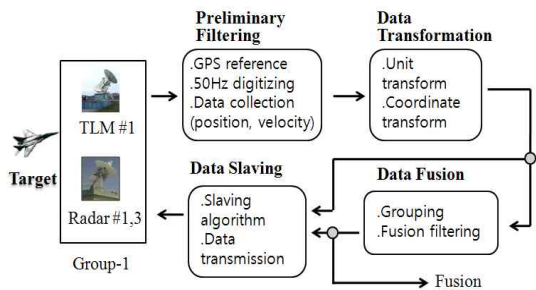 Preliminary
Filtering
.GPS reference
.50Hz digitizing
.Data collection
(position, velocity)
Data
Transformation
.Unit
transform
.Coordinate
transform
TLM #1
Target
Radar #1,3
Group-1
Data Slaving
.Slaving
algorithm
.Data
transmission
Data Fusion
.Grouping
.Fusion filtering
Fusion